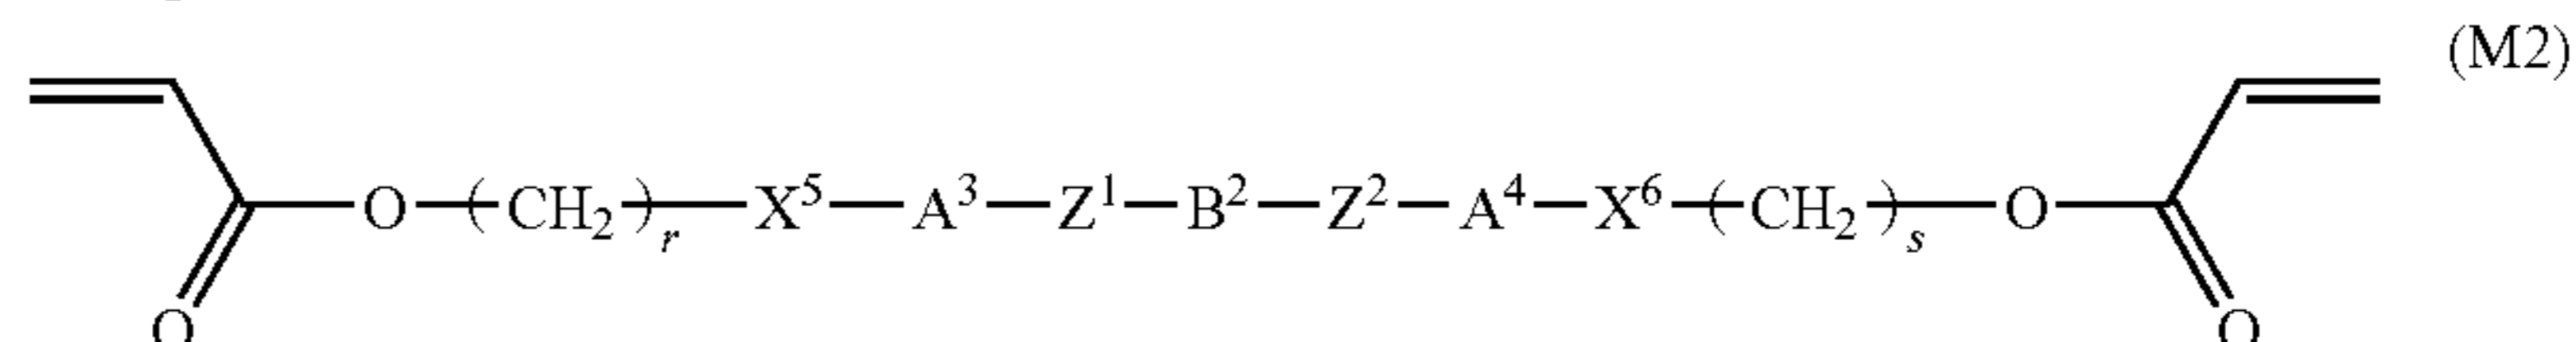 (M2)
O—(CH₂)ᵣ—X⁵—A³—Z¹—B²—Z²—A⁴—X⁶—(CH₂)ₛ—O
O O